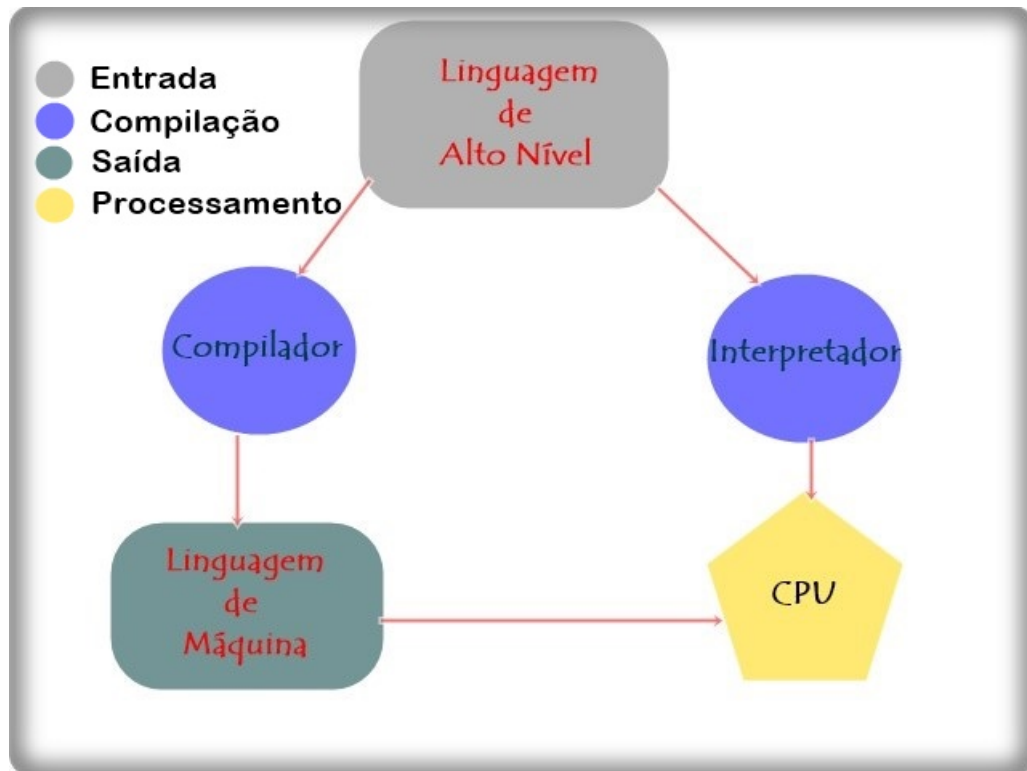 Entrada
Compilação
Saída
Processamento
Linguagem
de
Alto Nível
Compilador
Interpretador
Linguagem
de
Máquina
CPU